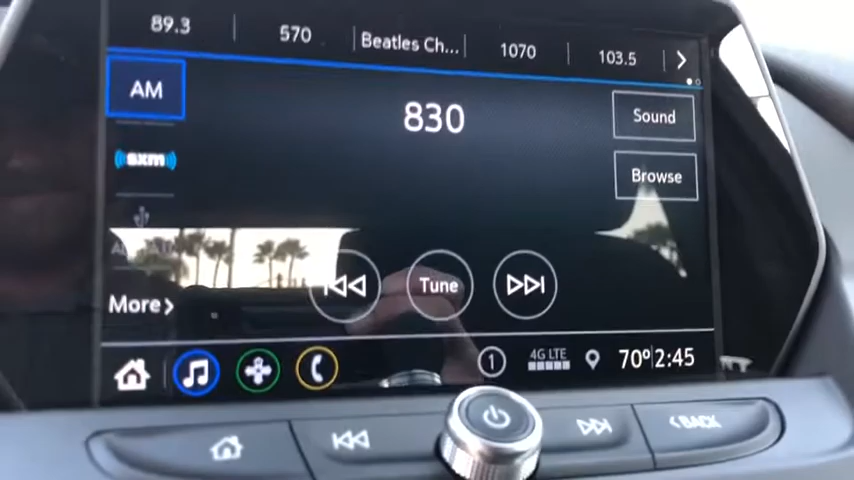 89.3 570 Beatles Ch... 1070 103.5
AM
830
Sound
sxm
Browse
Tune
More
1 4G LTE 70° 2:45
BACK